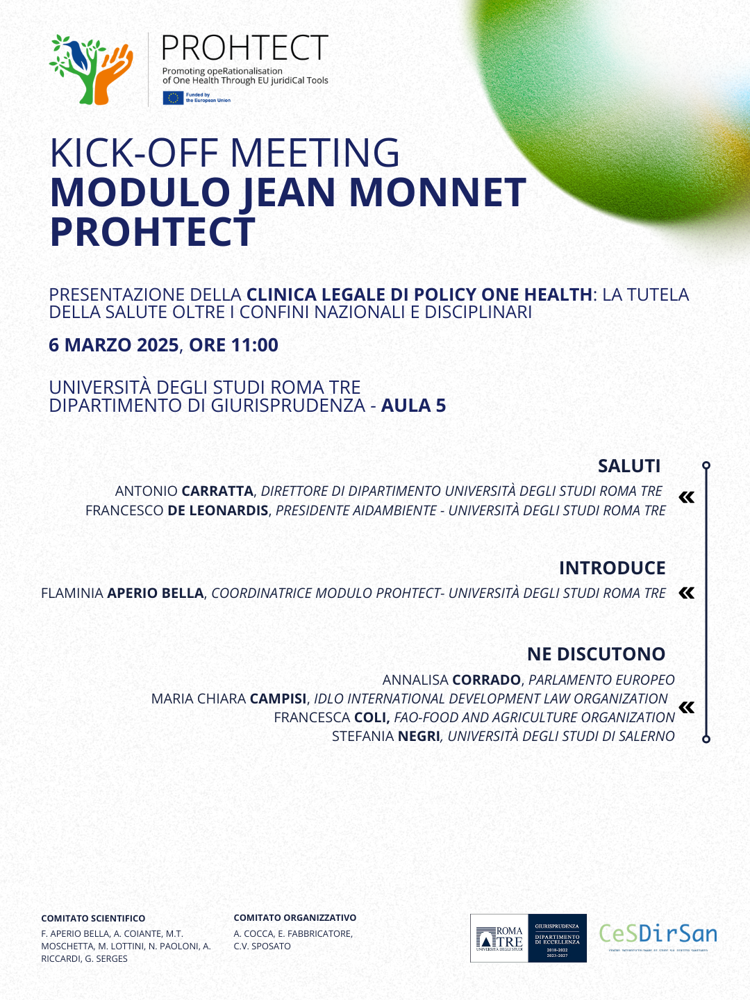 PROHTECT
Promoting opeRationalisation
of One Health Through EU juridiCal Tools
Funded by
the European Union
KICK-OFF MEETING
MODULO JEAN MONNET
PROHTECT
PRESENTAZIONE DELLA CLINICA LEGALE DI POLICY ONE HEALTH: LA TUTELA
DELLA SALUTE OLTRE I CONFINI NAZIONALI E DISCIPLINARI
6 MARZO 2025, ORE 11:00
UNIVERSITÀ DEGLI STUDI ROMA TRE
DIPARTIMENTO DI GIURISPRUDENZA - AULA 5
SALUTI
ANTONIO CARRATTA, DIRETTORE DI DIPARTIMENTO UNIVERSITÀ DEGLI STUDI ROMA TRE
FRANCESCO DE LEONARDIS, PRESIDENTE AIDAMBIENTE - UNIVERSITÀ DEGLI STUDI ROMA TRE
INTRODUCE
FLAMINIA APERIO BELLA, COORDINATRICE MODULO PROHTECT- UNIVERSITÀ DEGLI STUDI ROMA TRE
NE DISCUTONO
ANNALISA CORRADO, PARLAMENTO EUROPEO
MARIA CHIARA CAMPISI, IDLO INTERNATIONAL DEVELOPMENT LAW ORGANIZATION
FRANCESCA COLI, FAO-FOOD AND AGRICULTURE ORGANIZATION
STEFANIA NEGRI, UNIVERSITÀ DEGLI STUDI DI SALERNO
COMITATO SCIENTIFICO
F. APERIO BELLA, A. COIANTE, M.T.
MOSCHETTA, M. LOTTINI, N. PAOLONI, A.
RICCARDI, G. SERGES
COMITATO ORGANIZZATIVO
A. COCCA, E. FABBRICATORE,
C.V. SPOSATO
ROMA
TRE
UNIVERSITÀ DEGLI STUDI
GIURISPRUDENZA
DIPARTIMENTO
DI ECCELLENZA
2018-2022
2023-2027
CeSDirSan
CENTRO INTERDISCIPLINARE DI STUDI SUL DIRITTO SANITARIO